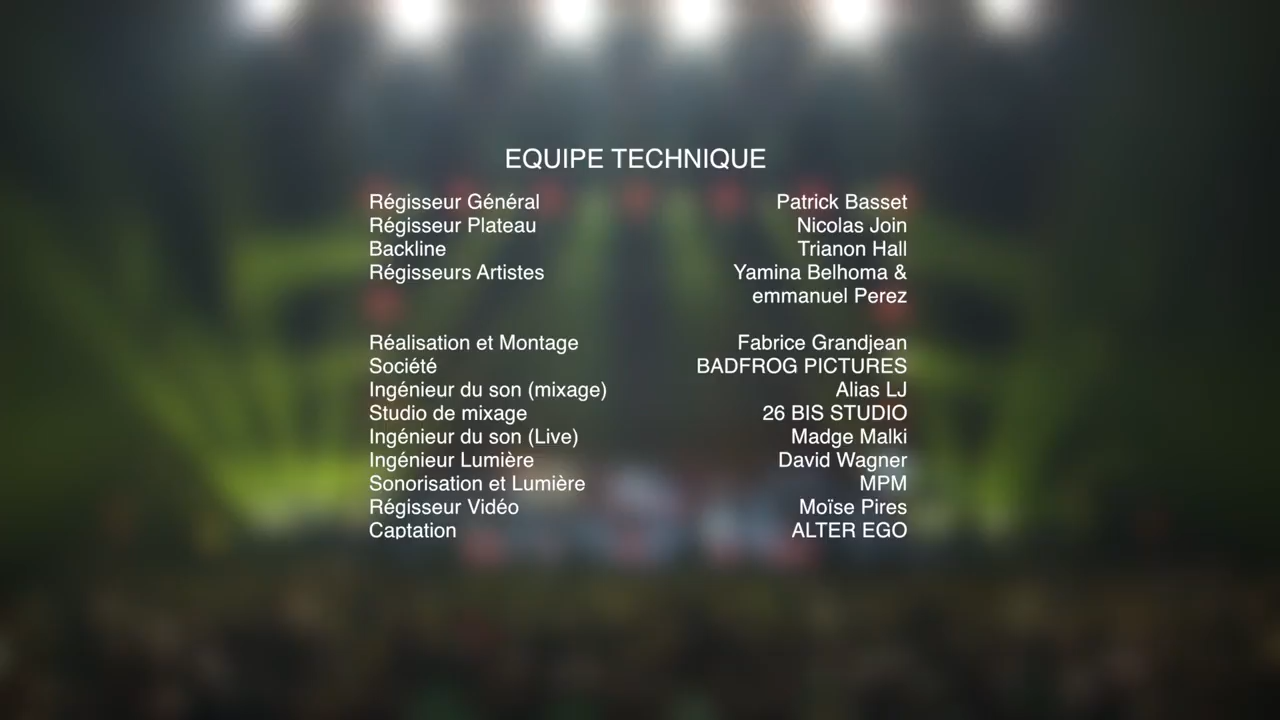 EQUIPE TECHNIQUE
Régisseur Général Patrick Basset
Régisseur Plateau Nicolas Join
Backline Trianon Hall
Régisseurs Artistes Yamina Belhoma &
emmanuel Perez
Réalisation et Montage Fabrice Grandjean
Société BADFROG PICTURES
Ingénieur du son (mixage) Alias LJ
Studio de mixage 26 BIS STUDIO
Ingénieur du son (Live) Madge Malki
Ingénieur Lumière David Wagner
Sonorisation et Lumière MPM
Régisseur Vidéo Moïse Pires
Captation ALTER EGO